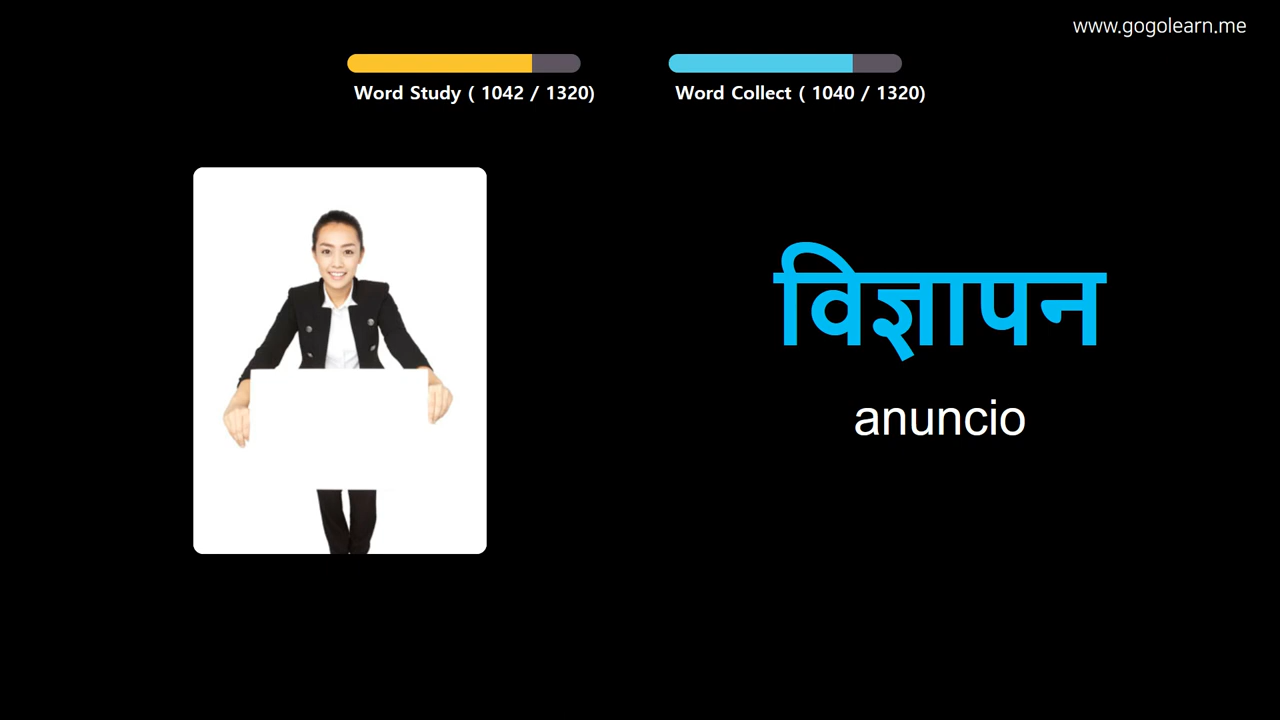 www.gogolearn.me
Word Study ( 1042 / 1320)
Word Collect ( 1040 / 1320)
विज्ञापन
anuncio